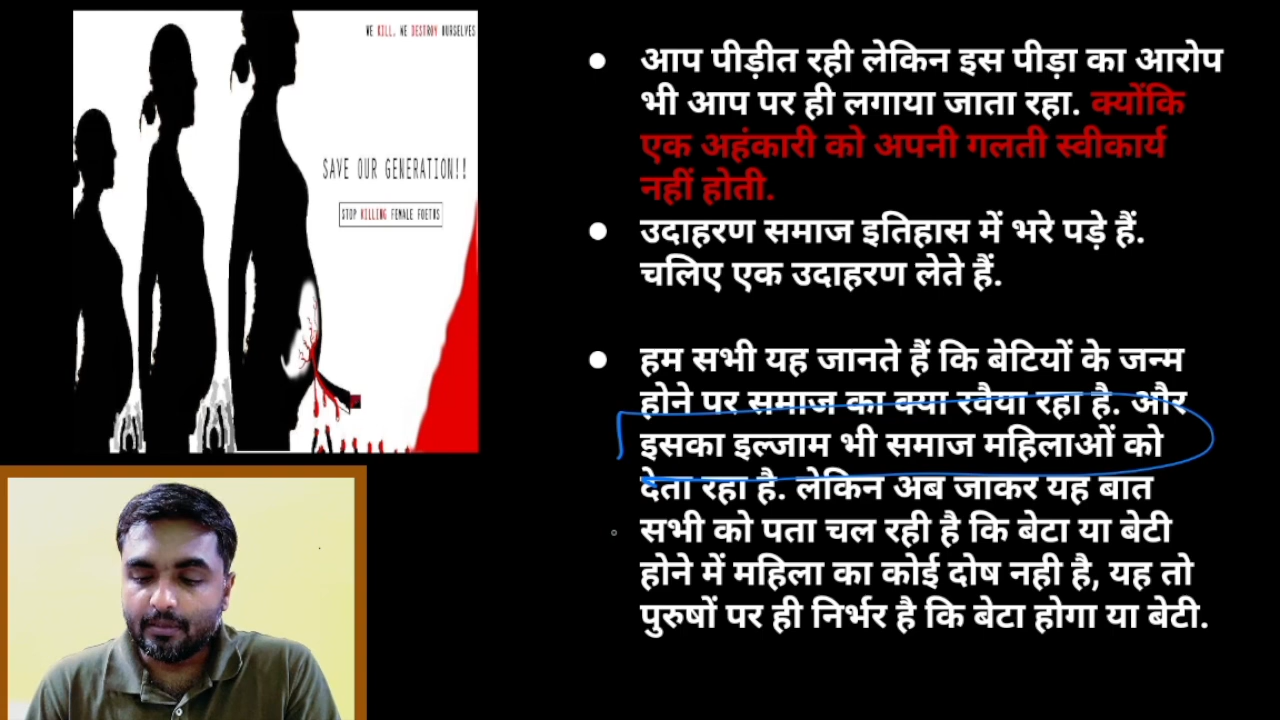 WE KILL, WE DESTROY OURSELVES
SAVE OUR GENERATION!!
STOP KILLING FEMALE FOETUS
• आप पीड़ीत रही लेकिन इस पीड़ा का आरोप
भी आप पर ही लगाया जाता रहा. क्योंकि
एक अहंकारी को अपनी गलती स्वीकार्य
नहीं होती.
• उदाहरण समाज इतिहास में भरे पड़े हैं.
चलिए एक उदाहरण लेते हैं.
• हम सभी यह जानते हैं कि बेटियों के जन्म
होने पर समाज का क्या रवैया रहा है. और
इसका इल्जाम भी समाज महिलाओं को
देता रहा है. लेकिन अब जाकर यह बात
सभी को पता चल रही है कि बेटा या बेटी
होने में महिला का कोई दोष नही है, यह तो
पुरुषों पर ही निर्भर है कि बेटा होगा या बेटी.